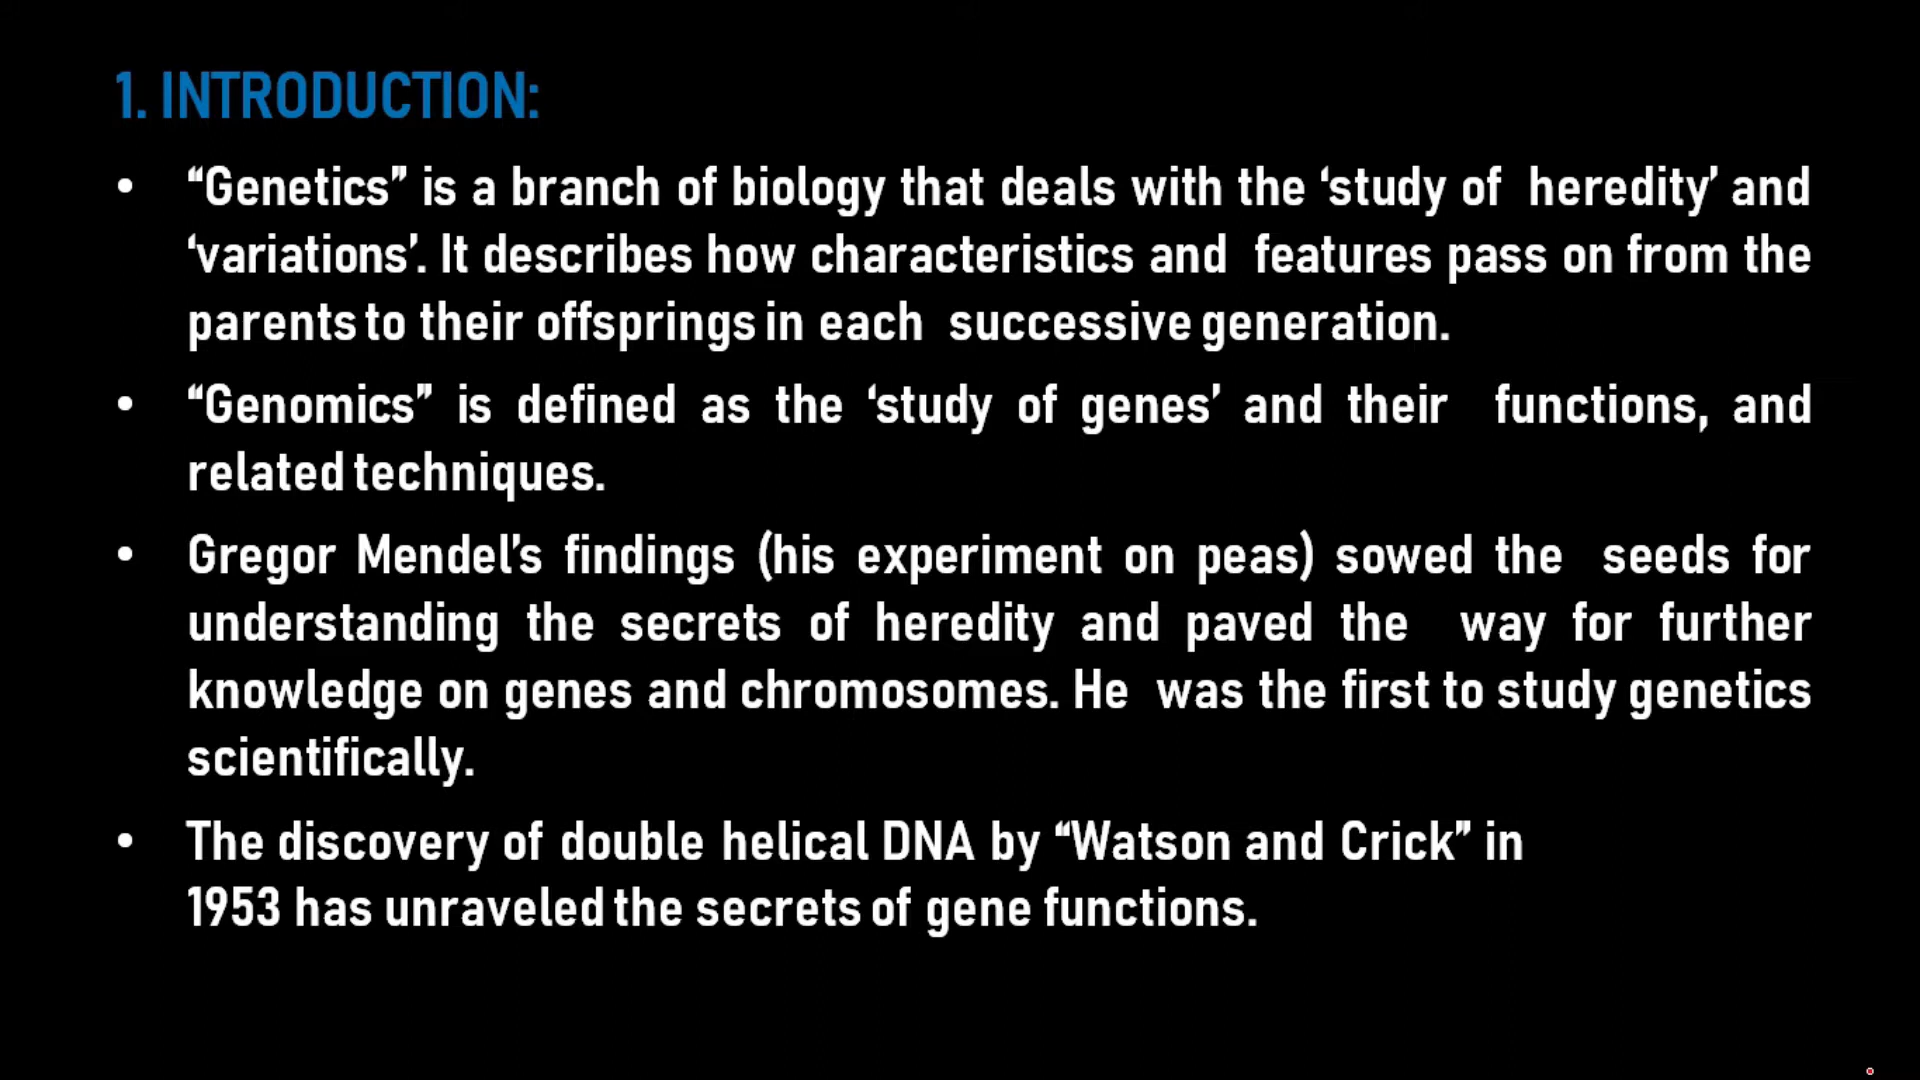 1. INTRODUCTION:
• “Genetics” is a branch of biology that deals with the ‘study of heredity’ and
‘variations’. It describes how characteristics and features pass on from the
parents to their offsprings in each successive generation.
• “Genomics” is defined as the ‘study of genes’ and their functions, and
related techniques.
• Gregor Mendel’s findings (his experiment on peas) sowed the seeds for
understanding the secrets of heredity and paved the way for further
knowledge on genes and chromosomes. He was the first to study genetics
scientifically.
• The discovery of double helical DNA by “Watson and Crick” in
1953 has unraveled the secrets of gene functions.